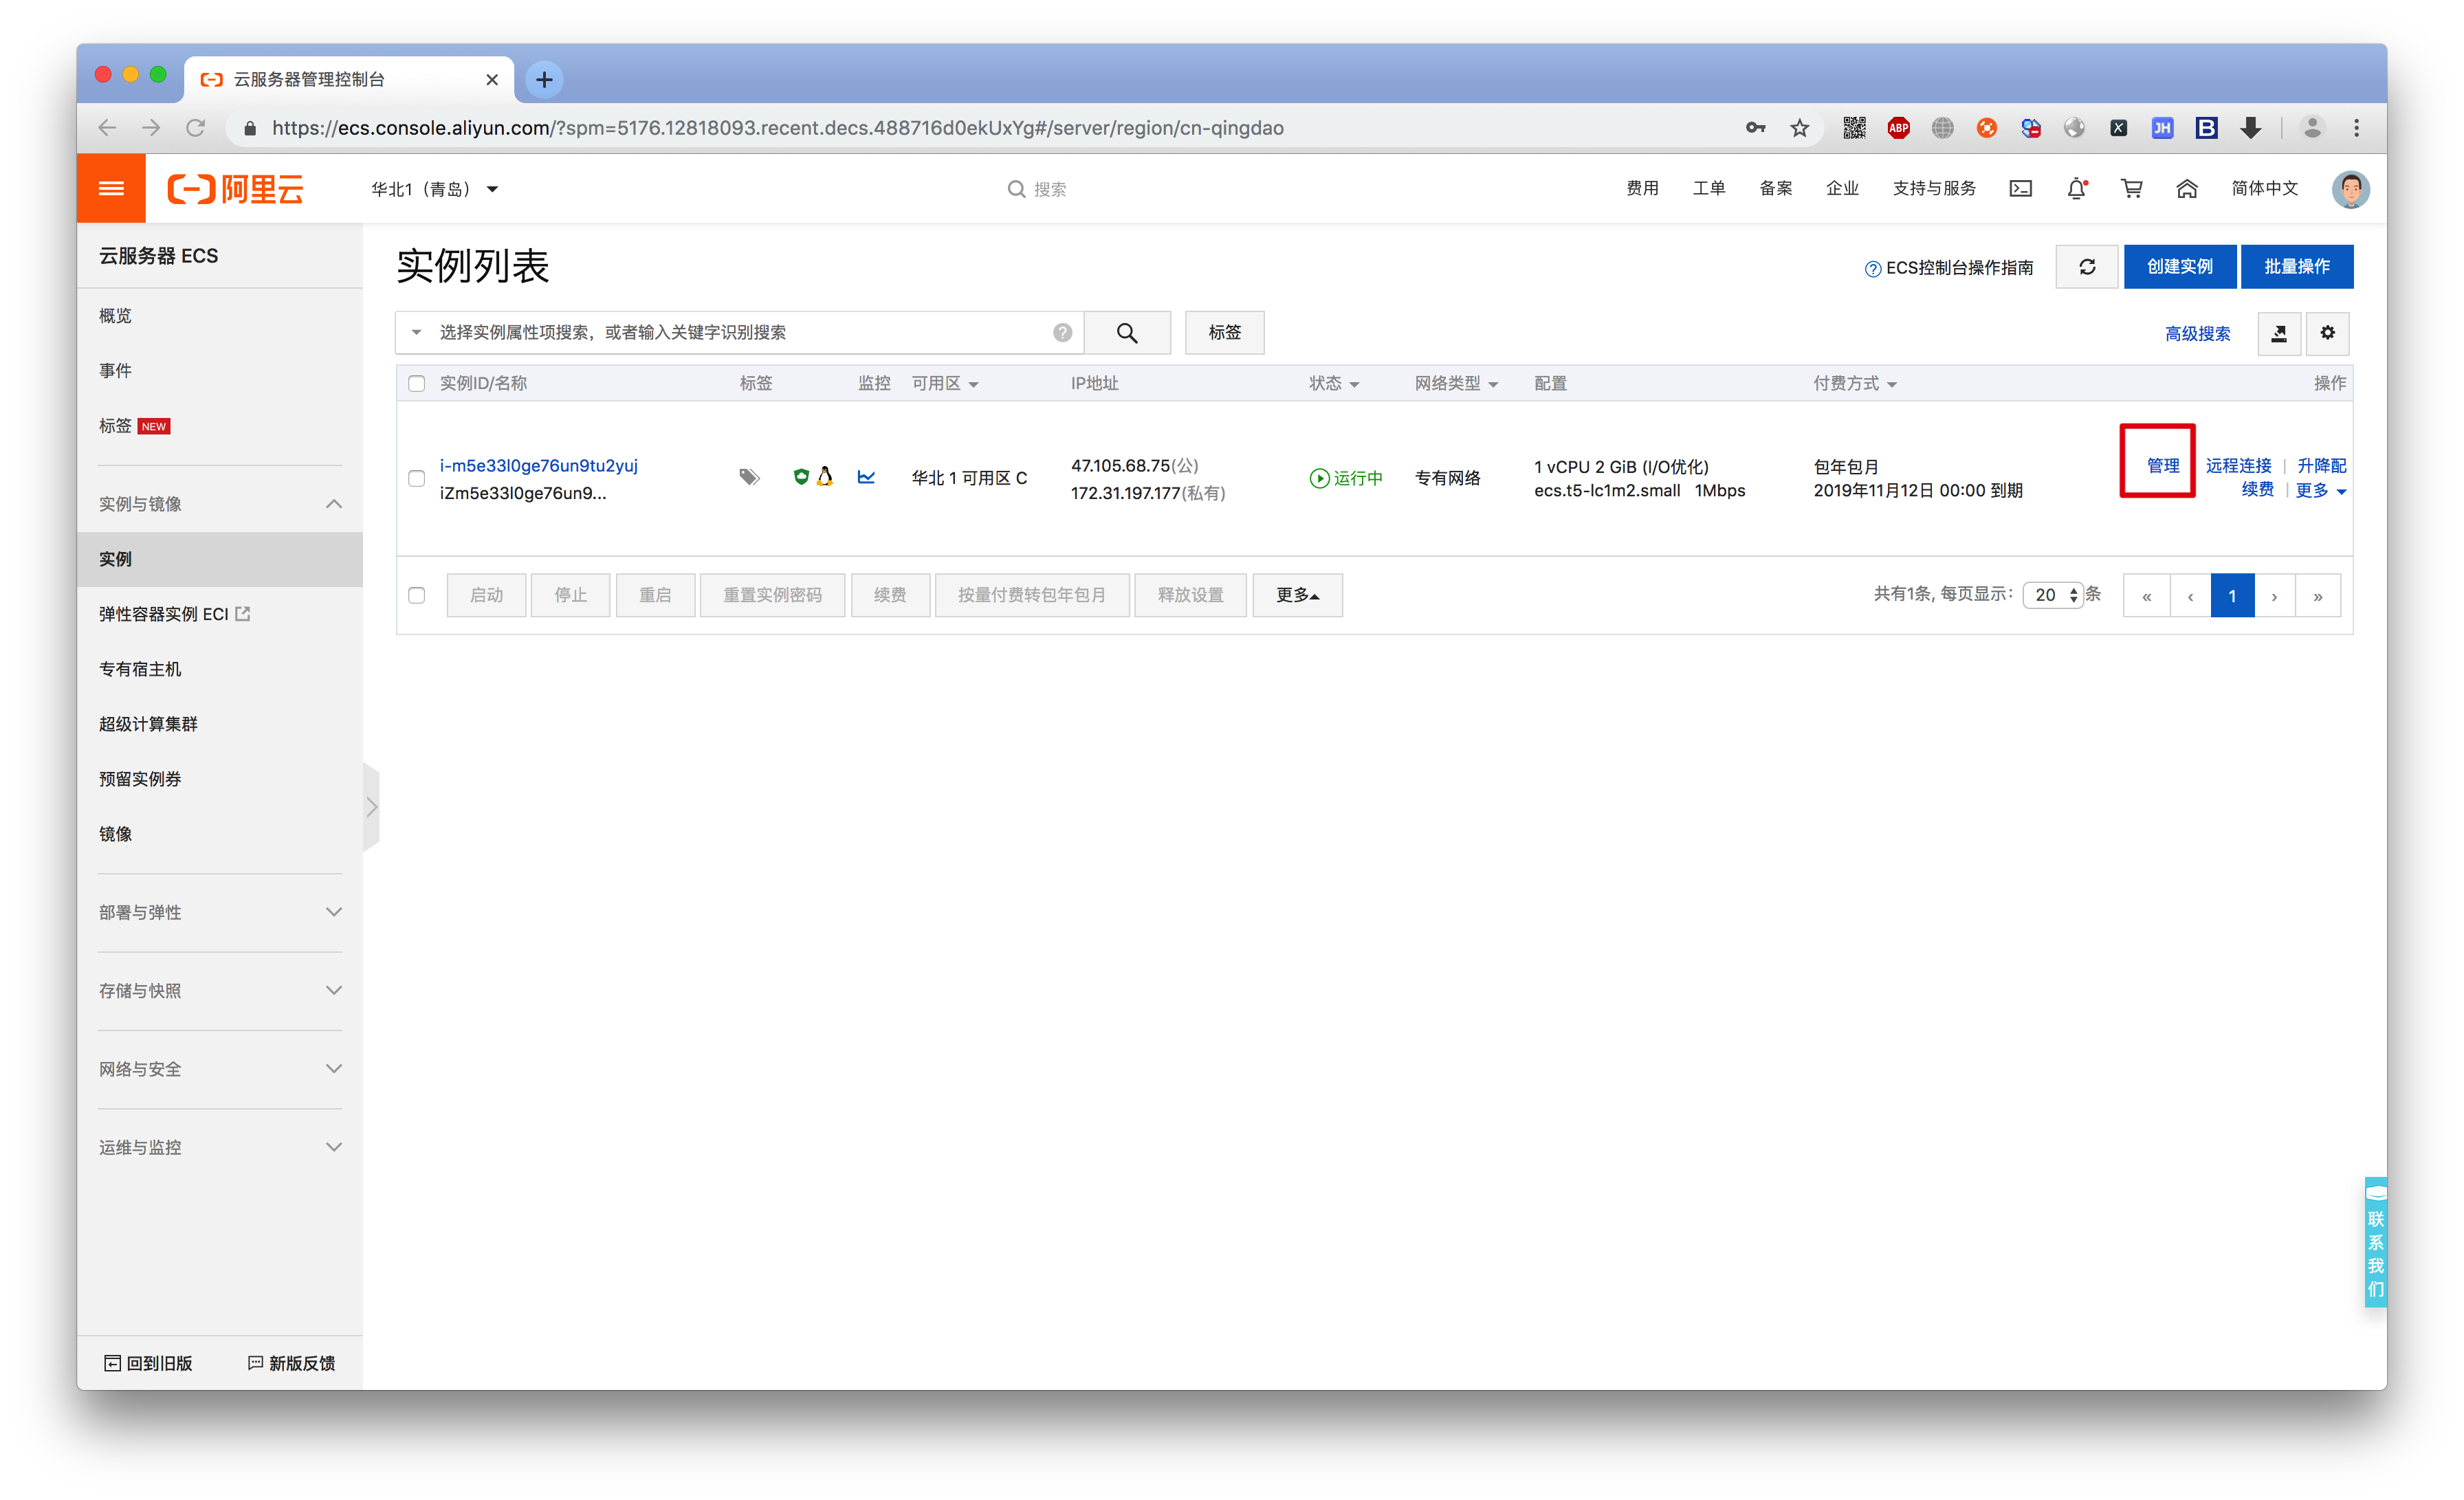 云服务器管理控制台
https://ecs.console.aliyun.com/?spm=5176.12818093.recent.decs.488716d0ekUxYg#/server/region/cn-qingdao
ABP
JH
B
阿里云
华北1（青岛）
搜索
费用 工单 备案 企业 支持与服务 简体中文
云服务器 ECS
概览
事件
标签 NEW
实例与镜像
实例
弹性容器实例 ECI
专有宿主机
超级计算集群
预留实例券
镜像
部署与弹性
存储与快照
网络与安全
运维与监控
回到旧版 新版反馈
实例列表
ECS控制台操作指南
创建实例 批量操作
选择实例属性项搜索，或者输入关键字识别搜索
标签
高级搜索
实例ID/名称 标签 监控 可用区 IP地址 状态 网络类型 配置 付费方式 操作
i-m5e33l0ge76un9tu2yuj
iZm5e33l0ge76un9...
华北 1 可用区 C
47.105.68.75(公)
172.31.197.177(私有)
运行中
专有网络
1 vCPU 2 GiB (I/O优化)
ecs.t5-lc1m2.small 1Mbps
包年包月
2019年11月12日 00:00 到期
管理 远程连接 | 升降配
续费 | 更多
启动 停止 重启 重置实例密码 续费 按量付费转包年包月 释放设置 更多
共有1条, 每页显示： 20 条
« ‹ 1 › »
联系我们